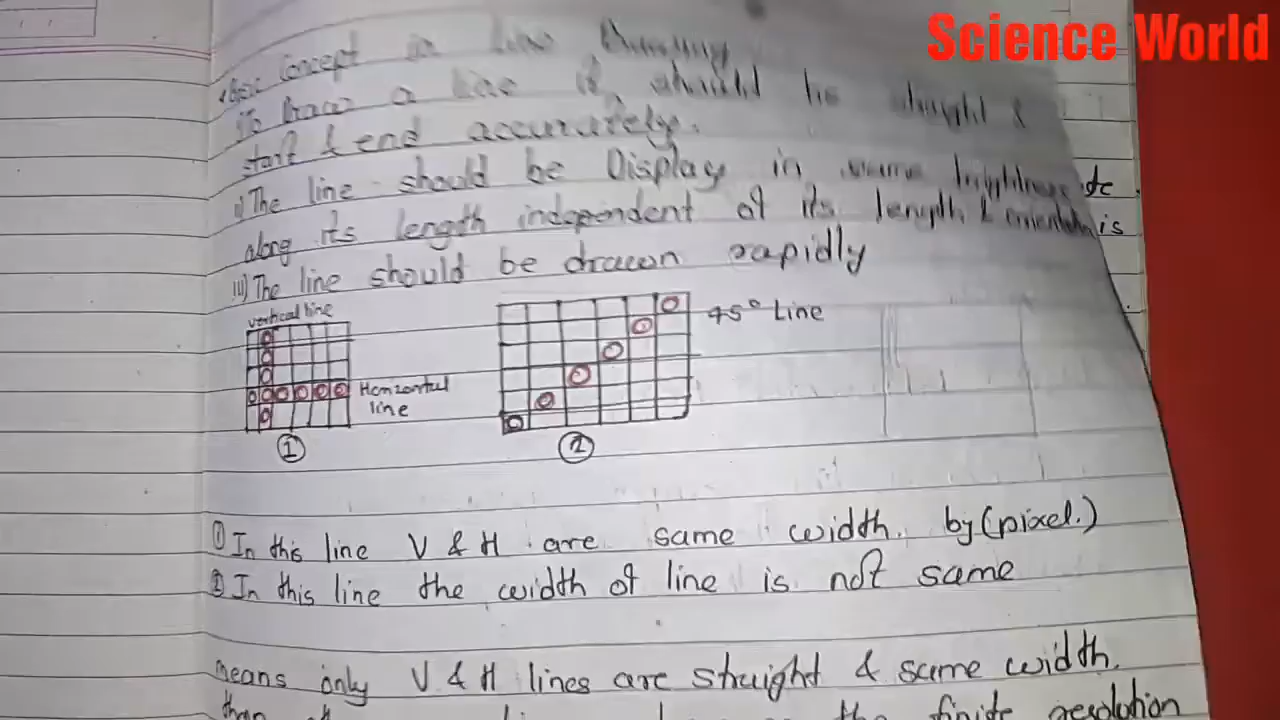 Science World
Concept in Line Drawing
To Draw a line it should be straight &
start & end accurately.
ii) The line should be Display in same brightness
along its length independent of its length & orientation is
iii) The line should be drawn rapidly
vertical line
45° Line
Horizontal
line
1
2
① In this line V & H are same width. by (pixel.)
② In this line the width of line is not same
means only V & H lines are straight & same width.
than the finite resolution